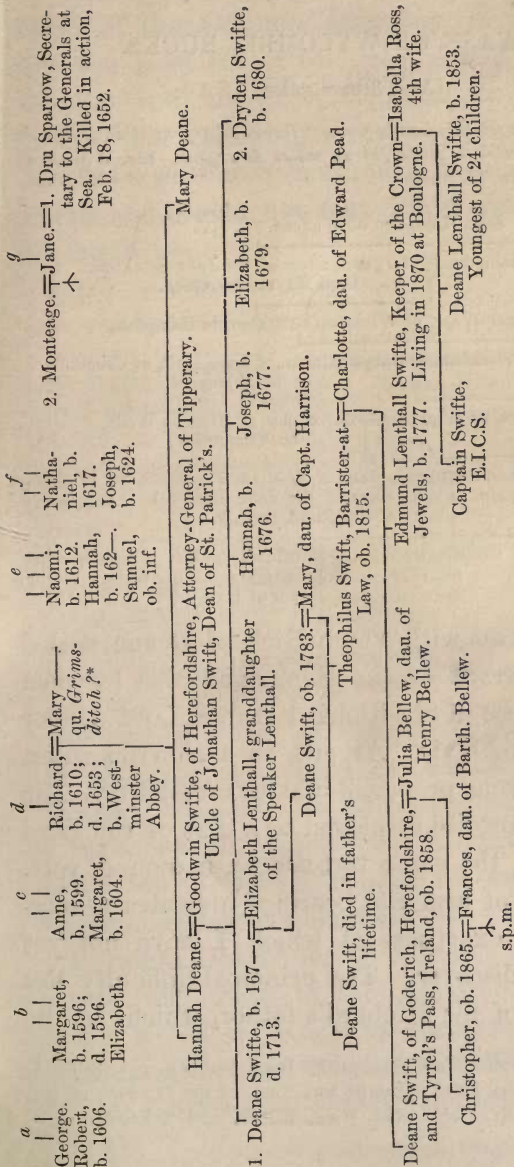 a
George.
Robert,
b. 1606.
b
Margaret,
b. 1596;
d. 1596.
Elizabeth.
c
Anne,
b. 1599.
Margaret,
b. 1604.
d
Richard,=Mary ——.
b. 1610; qu. Grims-
d. 1653; ditch?*
b. West-
minster
Abbey.
e
Naomi,
b. 1612.
Hannah,
b. 162—.
Samuel,
ob. inf.
f
Natha-
niel, b.
1617.
Joseph,
b. 1624.
g
2. Monteage.=Jane.=1. Dru Sparrow, Secre-
tary to the Generals at
Sea. Killed in action,
Feb. 18, 1652.
Hannah Deane.=Goodwin Swifte, of Herefordshire, Attorney-General of Tipperary.
Uncle of Jonathan Swift, Dean of St. Patrick's.
Mary Deane.
1. Deane Swifte, b. 167—,=Elizabeth Lenthall, granddaughter
d. 1713. of the Speaker Lenthall.
Hannah, b.
1676.
Joseph, b.
1677.
Elizabeth, b.
1679.
2. Dryden Swifte,
b. 1680.
Deane Swift, ob. 1783.=Mary, dau. of Capt. Harrison.
Deane Swift, died in father's
lifetime.
Theophilus Swift, Barrister-at-=Charlotte, dau. of Edward Pead.
Law, ob. 1815.
Deane Swift, of Goderich, Herefordshire,=Julia Bellew, dau. of
and Tyrrel's Pass, Ireland, ob. 1858. Henry Bellew.
Edmund Lenthall Swifte, Keeper of the Crown=Isabella Ross,
Jewels, b. 1777. Living in 1870 at Boulogne. 4th wife.
Christopher, ob. 1865.=Frances, dau. of Barth. Bellew.
s.p.m.
Captain Swifte,
E.I.C.S.
Deane Lenthall Swifte, b. 1853.
Youngest of 24 children.